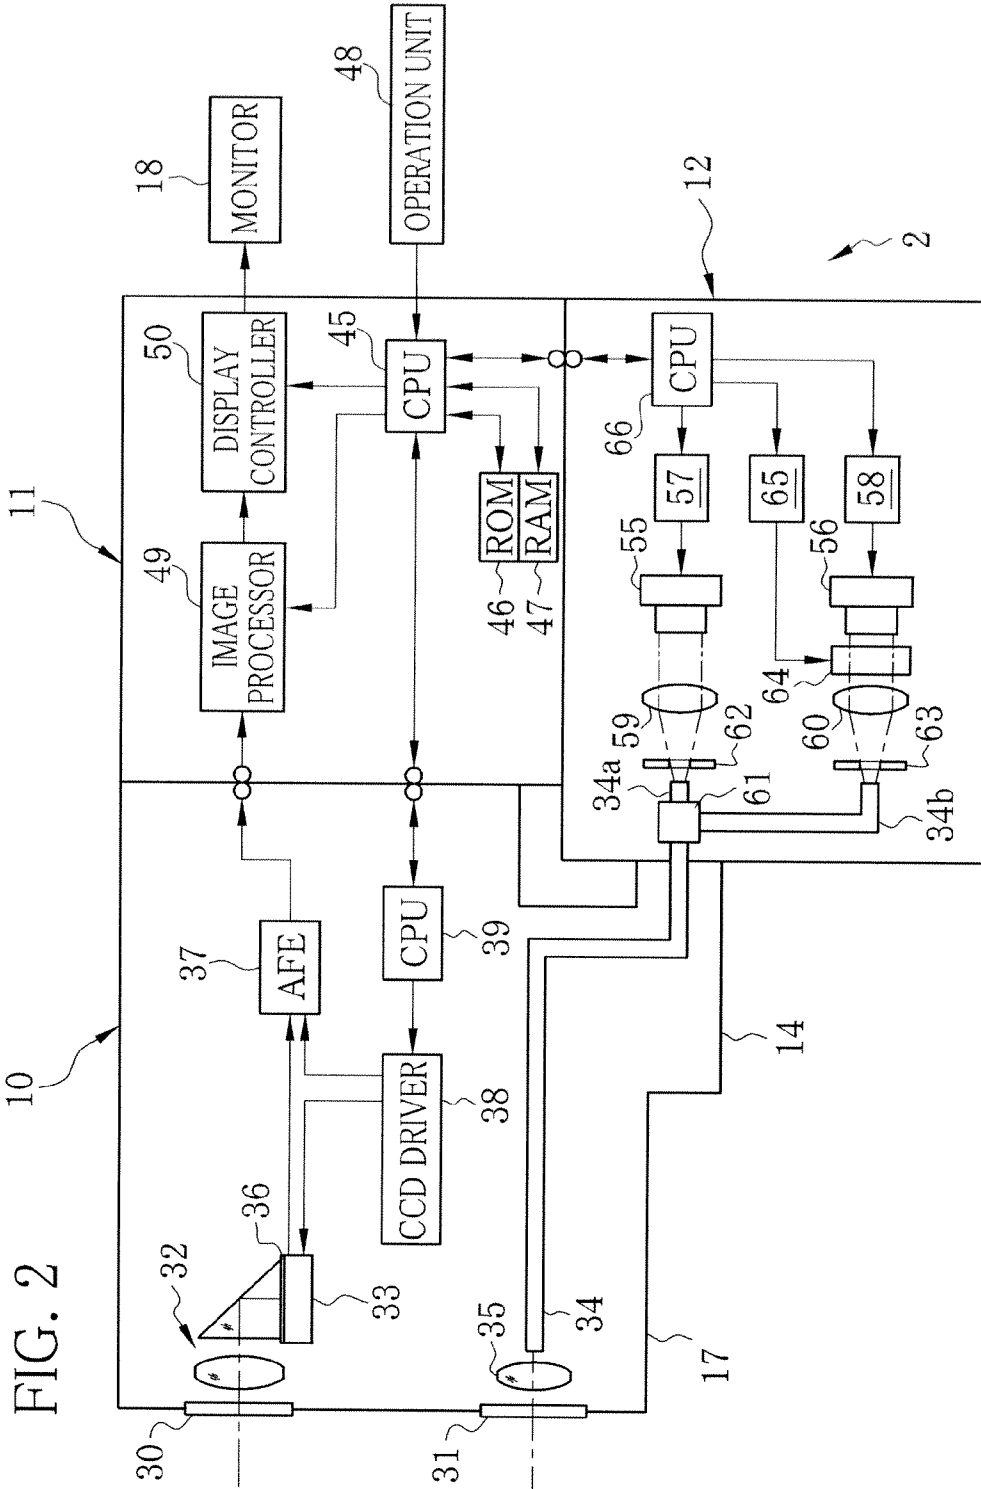 FIG. 2
10
11
12
2
18
MONITOR
48
OPERATION UNIT
50
DISPLAY
CONTROLLER
45
CPU
49
IMAGE
PROCESSOR
46
ROM
47
RAM
37
AFE
39
CPU
38
CCD DRIVER
32
36
33
30
35
34
31
17
14
66
CPU
57
65
58
55
56
64
59
60
62
63
34a
61
34b